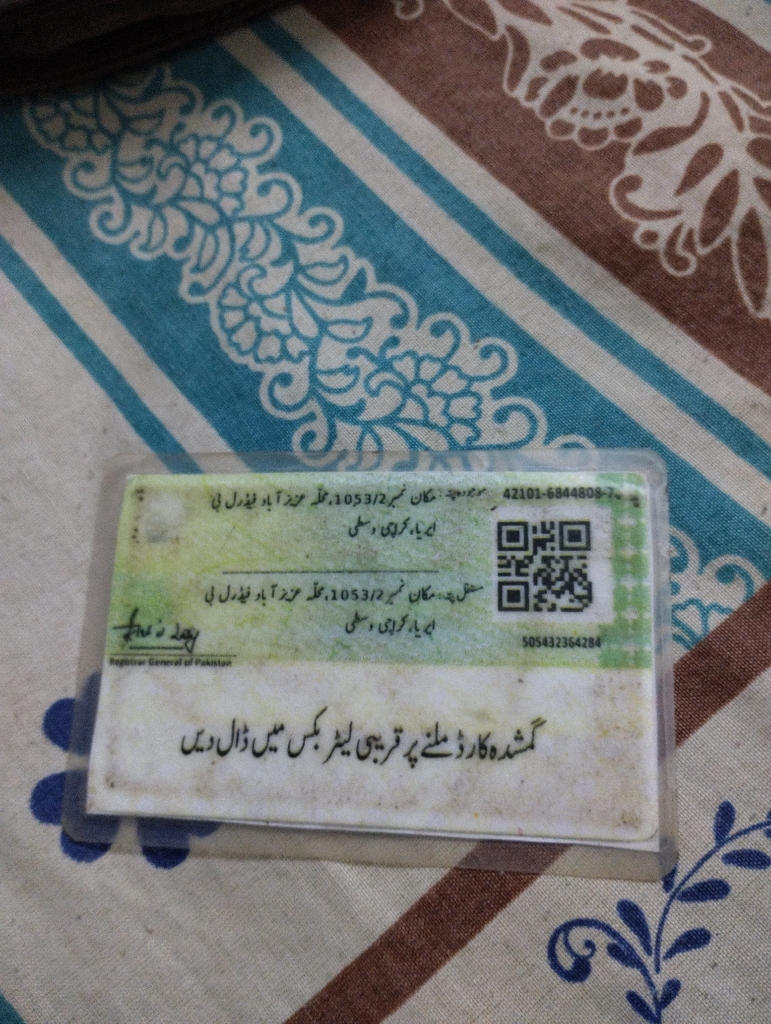 موجودہ پتہ: مکان نمبر 1053/2، محلہ عزیز آباد فیڈرل بی
ایریا، کراچی وسطی
42101-6844808-7
مستقل پتہ: مکان نمبر 1053/2، محلہ عزیز آباد فیڈرل بی
ایریا، کراچی وسطی
505432364284
Registrar General of Pakistan
گمشدہ کارڈ ملنے پر قریبی لیٹر بکس میں ڈال دیں